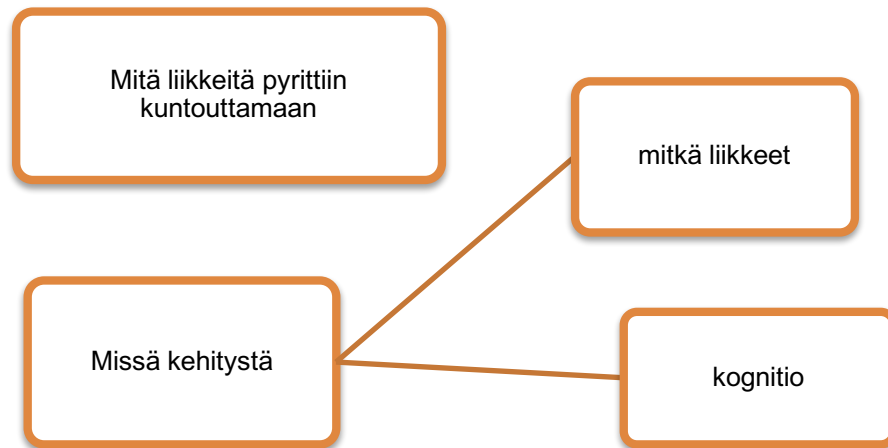 Mitä liikkeitä pyrittiin
kuntouttamaan
mitkä liikkeet
Missä kehitystä
kognitio